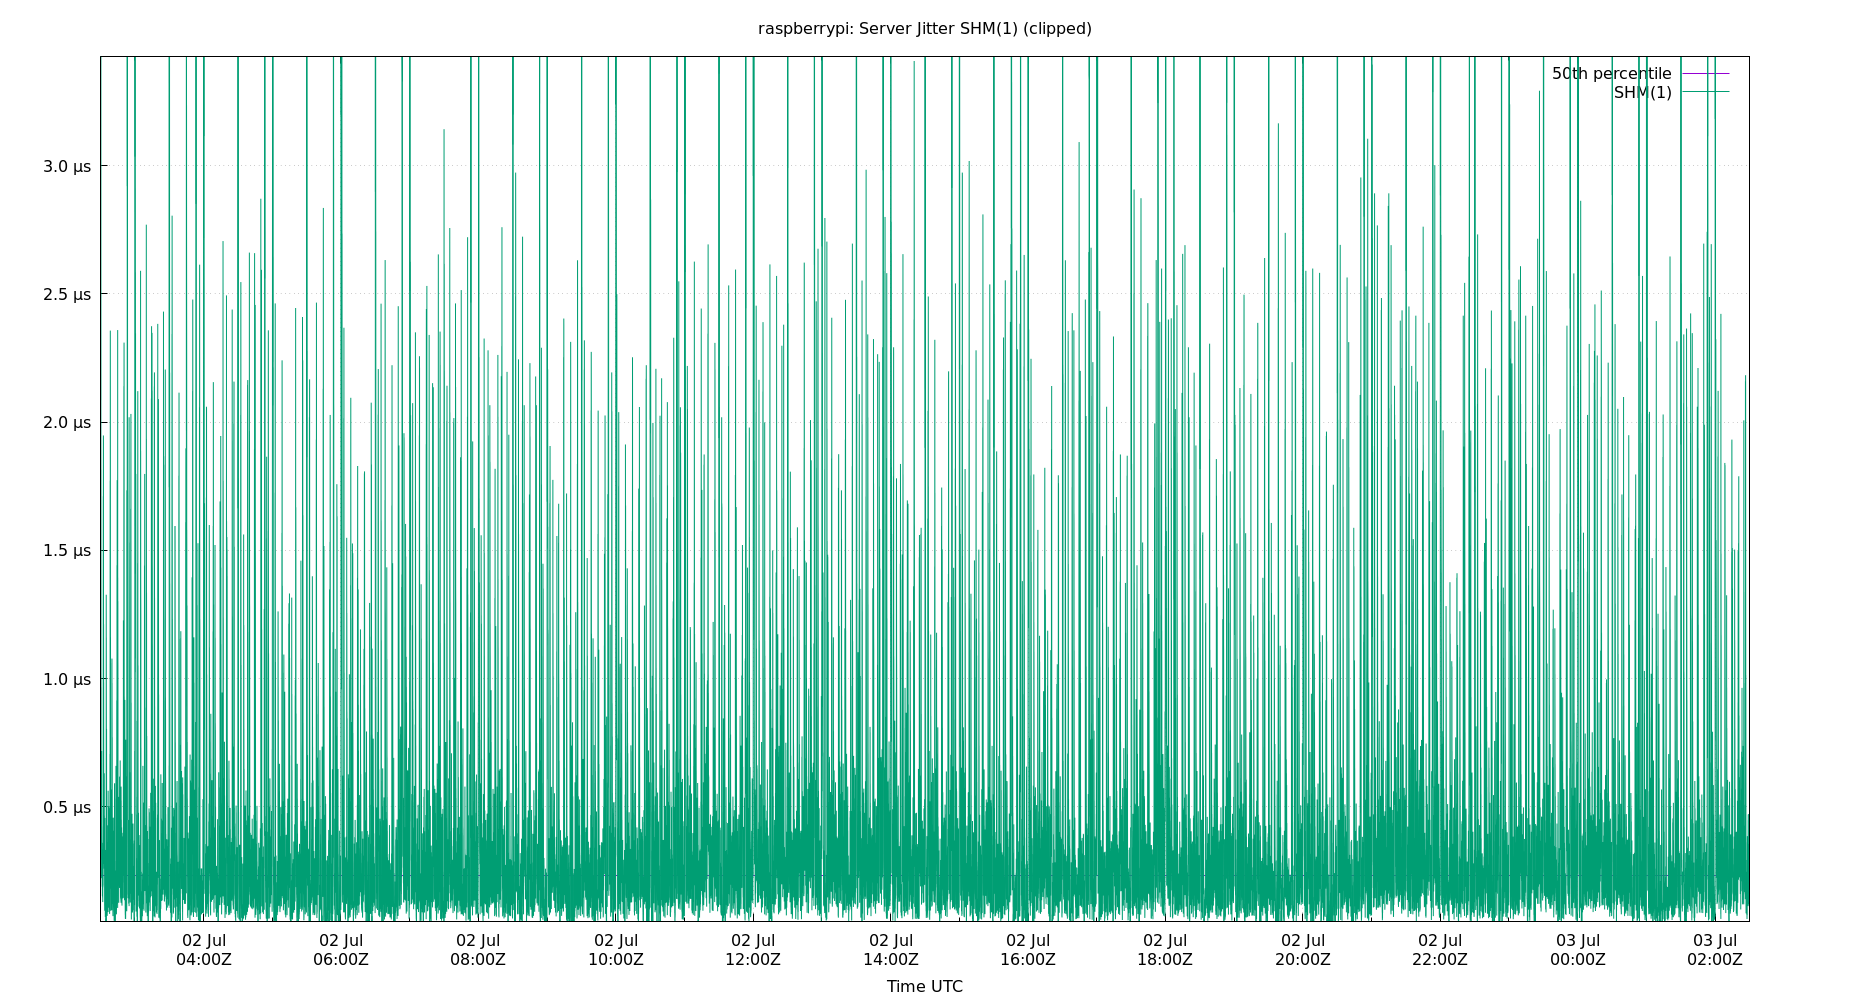 raspberrypi: Server Jitter SHM(1) (clipped)
50th percentile
SHM(1)
3.0 μs
2.5 μs
2.0 μs
1.5 μs
1.0 μs
0.5 μs
02 Jul 02 Jul 02 Jul 02 Jul 02 Jul 02 Jul 02 Jul 02 Jul 02 Jul 02 Jul 03 Jul 03 Jul
04:00Z 06:00Z 08:00Z 10:00Z 12:00Z 14:00Z 16:00Z 18:00Z 20:00Z 22:00Z 00:00Z 02:00Z
Time UTC